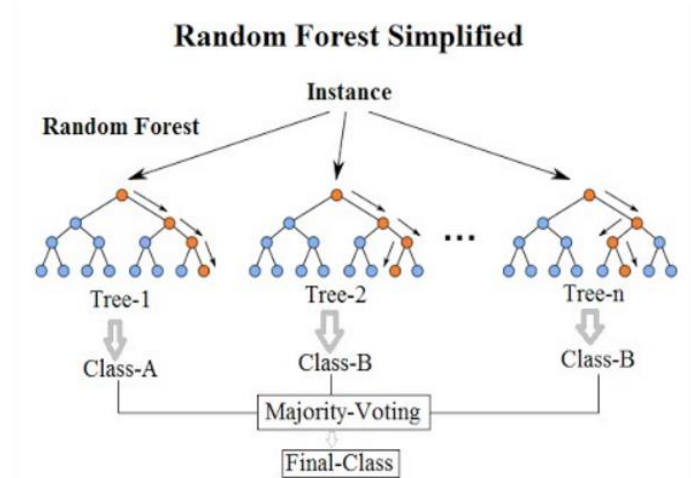 Random Forest Simplified
Instance
Random Forest
...
Tree-1
Tree-2
Tree-n
Class-A
Class-B
Class-B
Majority-Voting
Final-Class